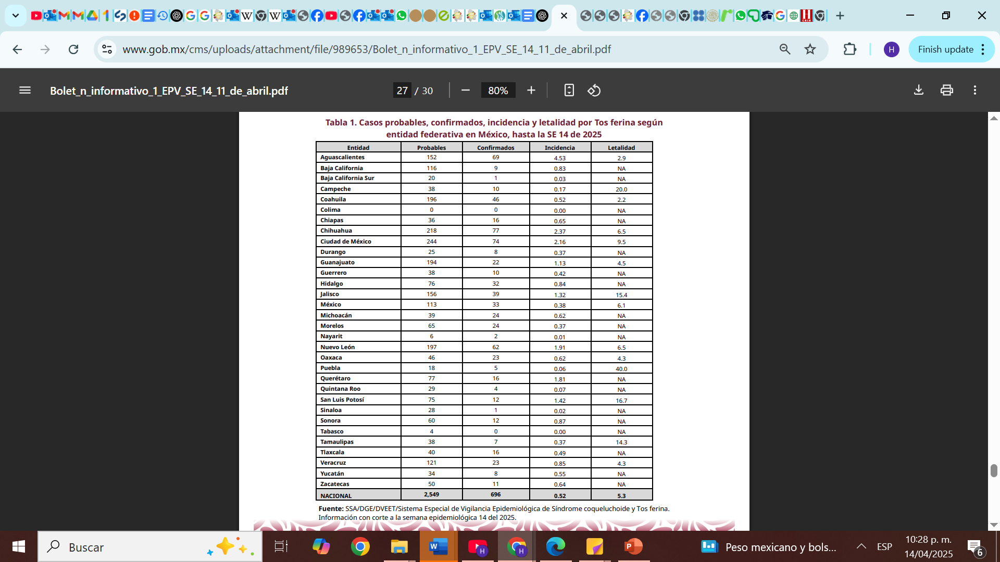 www.gob.mx/cms/uploads/attachment/file/989653/Bolet_n_informativo_1_EPV_SE_14_11_de_abril.pdf
H
Finish update
Bolet_n_informativo_1_EPV_SE_14_11_de_abril.pdf
27 / 30
80%
Tabla 1. Casos probables, confirmados, incidencia y letalidad por Tos ferina según
entidad federativa en México, hasta la SE 14 de 2025
Entidad Probables Confirmados Incidencia Letalidad
Aguascalientes 152 69 4.53 2.9
Baja California 116 9 0.83 NA
Baja California Sur 20 1 0.03 NA
Campeche 38 10 0.17 20.0
Coahuila 196 46 0.52 2.2
Colima 0 0 0.00 NA
Chiapas 36 16 0.65 NA
Chihuahua 218 77 2.37 6.5
Ciudad de México 244 74 2.16 9.5
Durango 25 8 0.37 NA
Guanajuato 194 22 1.13 4.5
Guerrero 38 10 0.42 NA
Hidalgo 76 32 0.84 NA
Jalisco 156 39 1.32 15.4
México 113 33 0.38 6.1
Michoacán 39 24 0.62 NA
Morelos 65 24 0.37 NA
Nayarit 6 2 0.01 NA
Nuevo León 197 62 1.91 6.5
Oaxaca 46 23 0.62 4.3
Puebla 18 5 0.06 40.0
Querétaro 77 16 1.81 NA
Quintana Roo 29 4 0.07 NA
San Luis Potosí 75 12 1.42 16.7
Sinaloa 28 1 0.02 NA
Sonora 60 12 0.87 NA
Tabasco 4 0 0.00 NA
Tamaulipas 38 7 0.37 14.3
Tlaxcala 40 16 0.49 NA
Veracruz 121 23 0.85 4.3
Yucatán 34 8 0.55 NA
Zacatecas 50 11 0.64 NA
NACIONAL 2,549 696 0.52 5.3
Fuente: SSA/DGE/DVEET/Sistema Especial de Vigilancia Epidemiológica de Síndrome coqueluchoide y Tos ferina.
Información con corte a la semana epidemiológica 14 del 2025.
Buscar
Peso mexicano y bols...
ESP
10:28 p. m.
14/04/2025
6